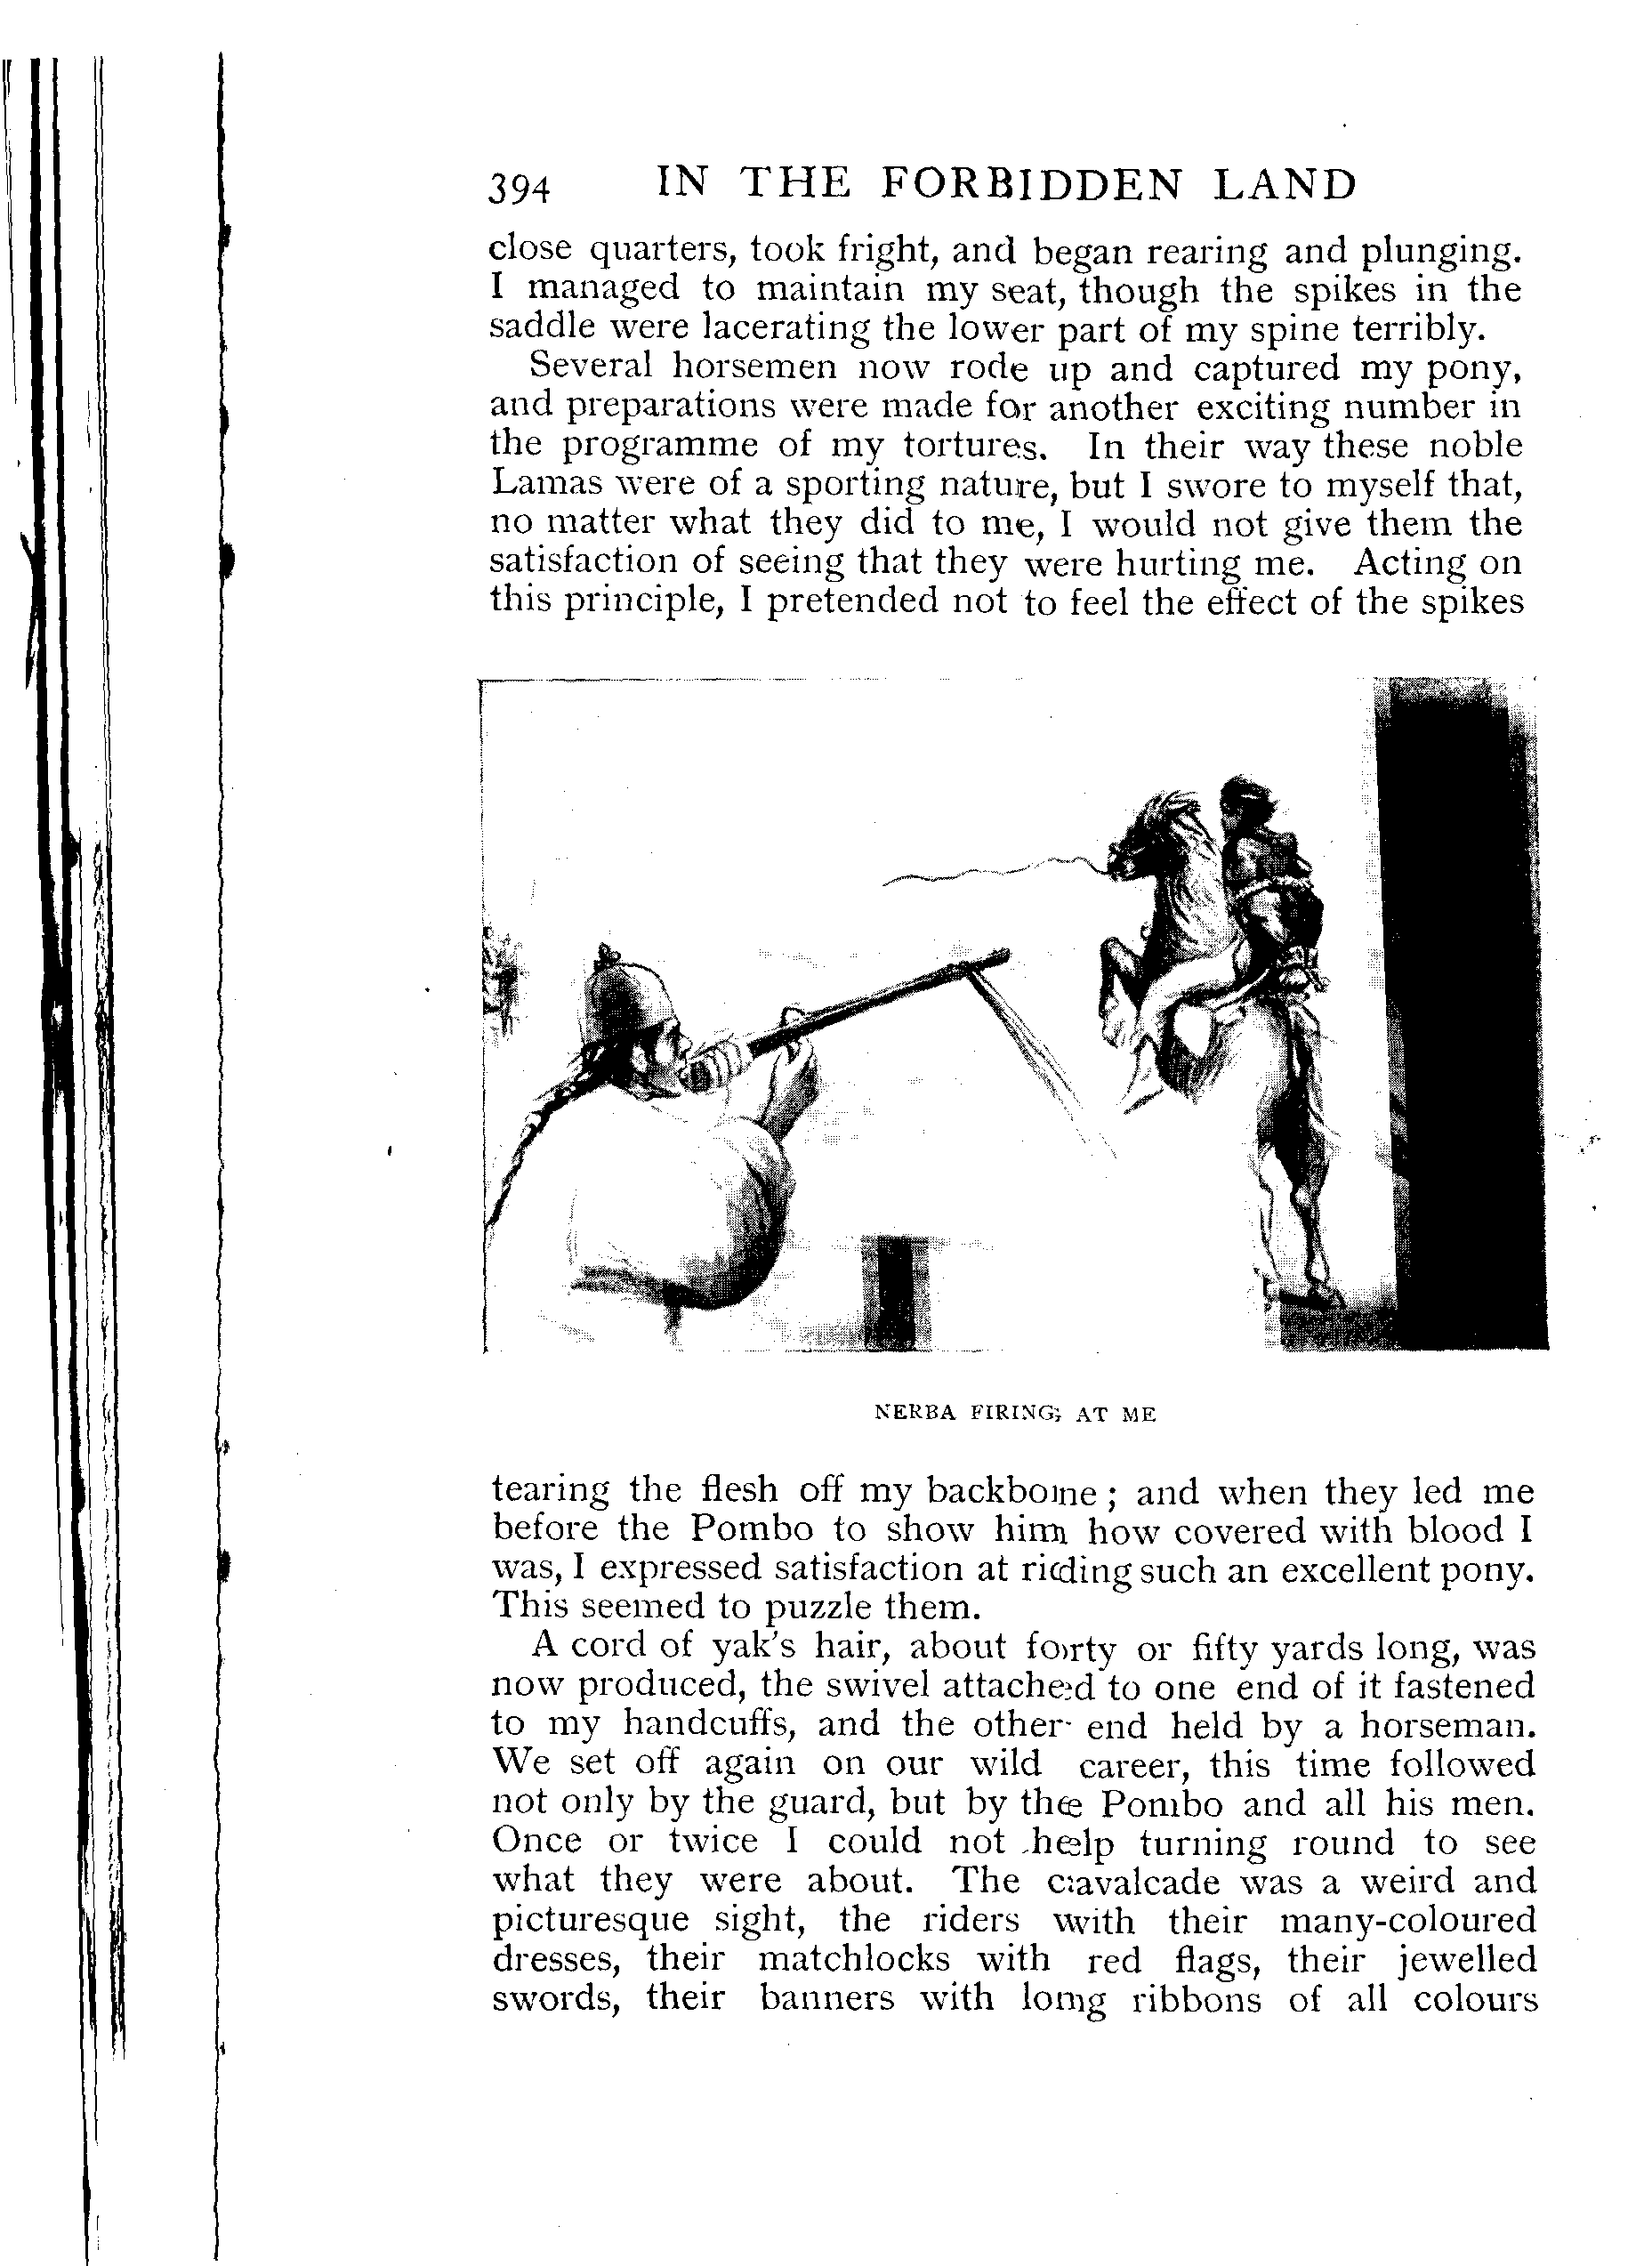 394 IN THE FORBIDDEN LAND
close quarters, took fright, and began rearing and plunging.
I managed to maintain my seat, though the spikes in the
saddle were lacerating the lower part of my spine terribly.
Several horsemen now rode up and captured my pony,
and preparations were made for another exciting number in
the programme of my tortures. In their way these noble
Lamas were of a sporting nature, but I swore to myself that,
no matter what they did to me, I would not give them the
satisfaction of seeing that they were hurting me. Acting on
this principle, I pretended not to feel the effect of the spikes
NERBA FIRING AT ME
tearing the flesh off my backbone ; and when they led me
before the Pombo to show him how covered with blood I
was, I expressed satisfaction at riding such an excellent pony.
This seemed to puzzle them.
A cord of yak's hair, about forty or fifty yards long, was
now produced, the swivel attached to one end of it fastened
to my handcuffs, and the other end held by a horseman.
We set off again on our wild career, this time followed
not only by the guard, but by the Pombo and all his men.
Once or twice I could not help turning round to see
what they were about. The cavalcade was a weird and
picturesque sight, the riders with their many-coloured
dresses, their matchlocks with red flags, their jewelled
swords, their banners with long ribbons of all colours